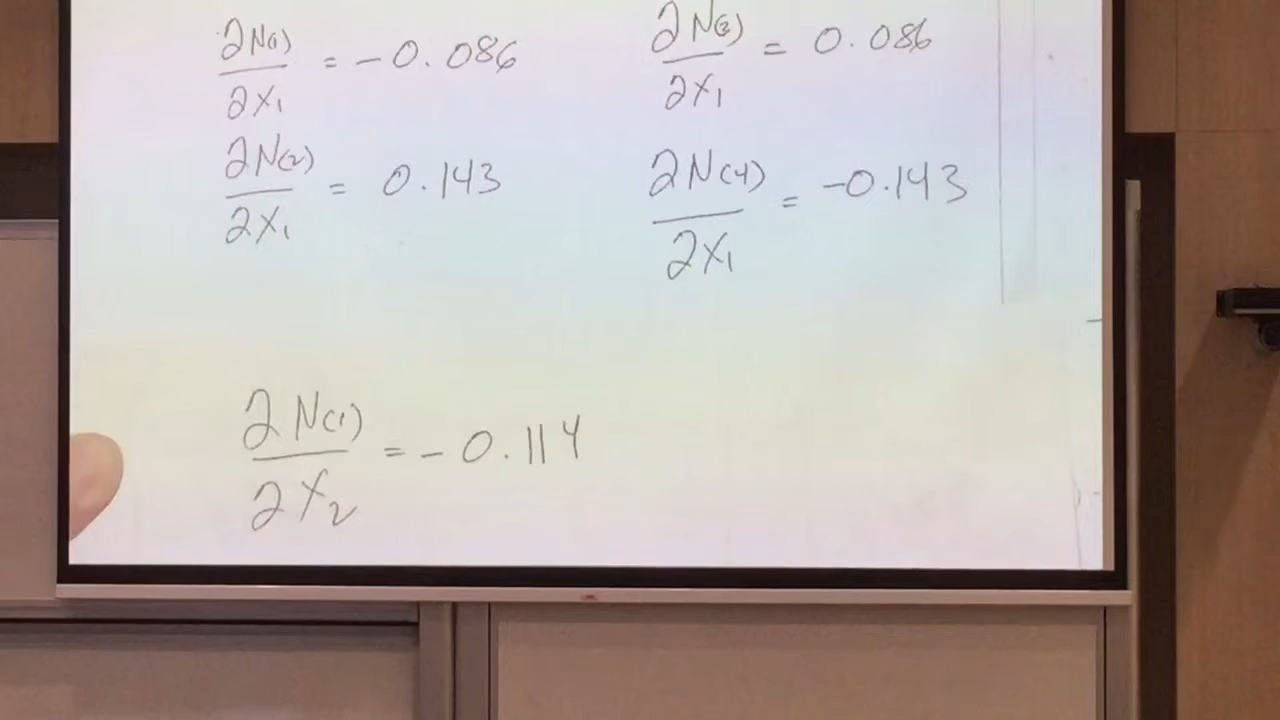 ∂N(1)/∂X₁ = -0.086
∂N(3)/∂X₁ = 0.086
∂N(2)/∂X₁ = 0.143
∂N(4)/∂X₁ = -0.143
∂N(1)/∂X₂ = -0.114